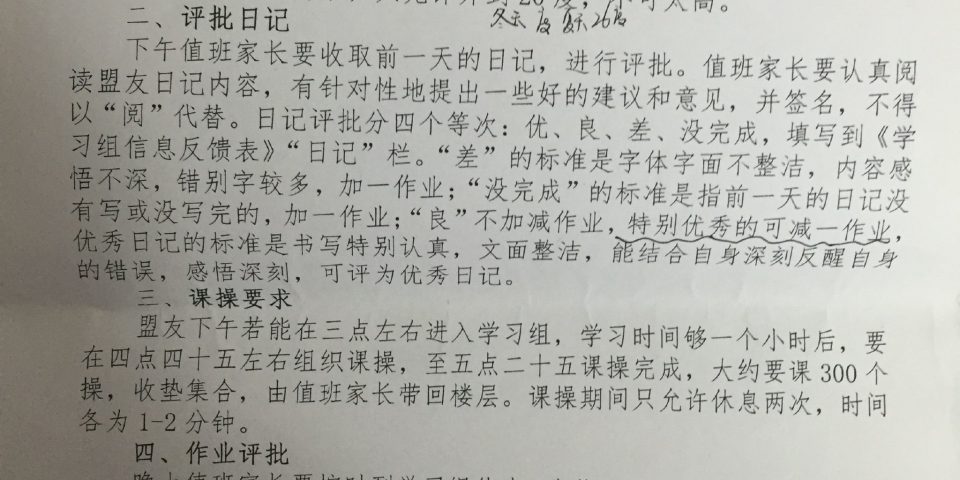 二、评批日记
冬天 度 夏天26度
下午值班家长要收取前一天的日记，进行评批。值班家长要认真阅
读盟友日记内容，有针对性地提出一些好的建议和意见，并签名，不得
以“阅”代替。日记评批分四个等次：优、良、差、没完成，填写到《学
习组信息反馈表》“日记”栏。“差”的标准是字体字面不整洁，内容感
悟不深，错别字较多，加一作业；“没完成”的标准是指前一天的日记没
有写或没写完的，加一作业；“良”不加减作业，特别优秀的可减一作业，
优秀日记的标准是书写特别认真，文面整洁，能结合自身深刻反醒自身
的错误，感悟深刻，可评为优秀日记。
三、课操要求
盟友下午若能在三点左右进入学习组，学习时间够一个小时后，要
在四点四十五左右组织课操，至五点二十五课操完成，大约要课300个
操，收垫集合，由值班家长带回楼层。课操期间只允许休息两次，时间
各为1-2分钟。
四、作业评批